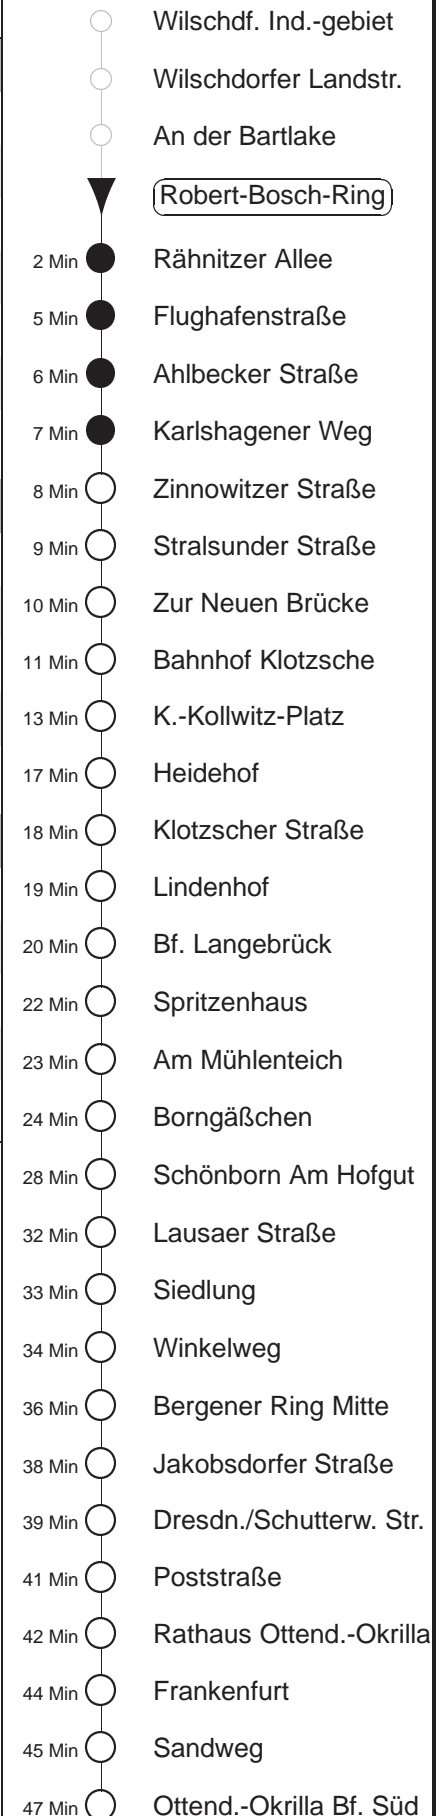 Wilschdf. Ind.-gebiet
Wilschdorfer Landstr.
An der Bartlake
Robert-Bosch-Ring
2 Min Rähnitzer Allee
5 Min Flughafenstraße
6 Min Ahlbecker Straße
7 Min Karlshagener Weg
8 Min Zinnowitzer Straße
9 Min Stralsunder Straße
10 Min Zur Neuen Brücke
11 Min Bahnhof Klotzsche
13 Min K.-Kollwitz-Platz
17 Min Heidehof
18 Min Klotzscher Straße
19 Min Lindenhof
20 Min Bf. Langebrück
22 Min Spritzenhaus
23 Min Am Mühlenteich
24 Min Borngäßchen
28 Min Schönborn Am Hofgut
32 Min Lausaer Straße
33 Min Siedlung
34 Min Winkelweg
36 Min Bergener Ring Mitte
38 Min Jakobsdorfer Straße
39 Min Dresdn./Schutterw. Str.
41 Min Poststraße
42 Min Rathaus Ottend.-Okrilla
44 Min Frankenfurt
45 Min Sandweg
47 Min Ottend.-Okrilla Bf. Süd